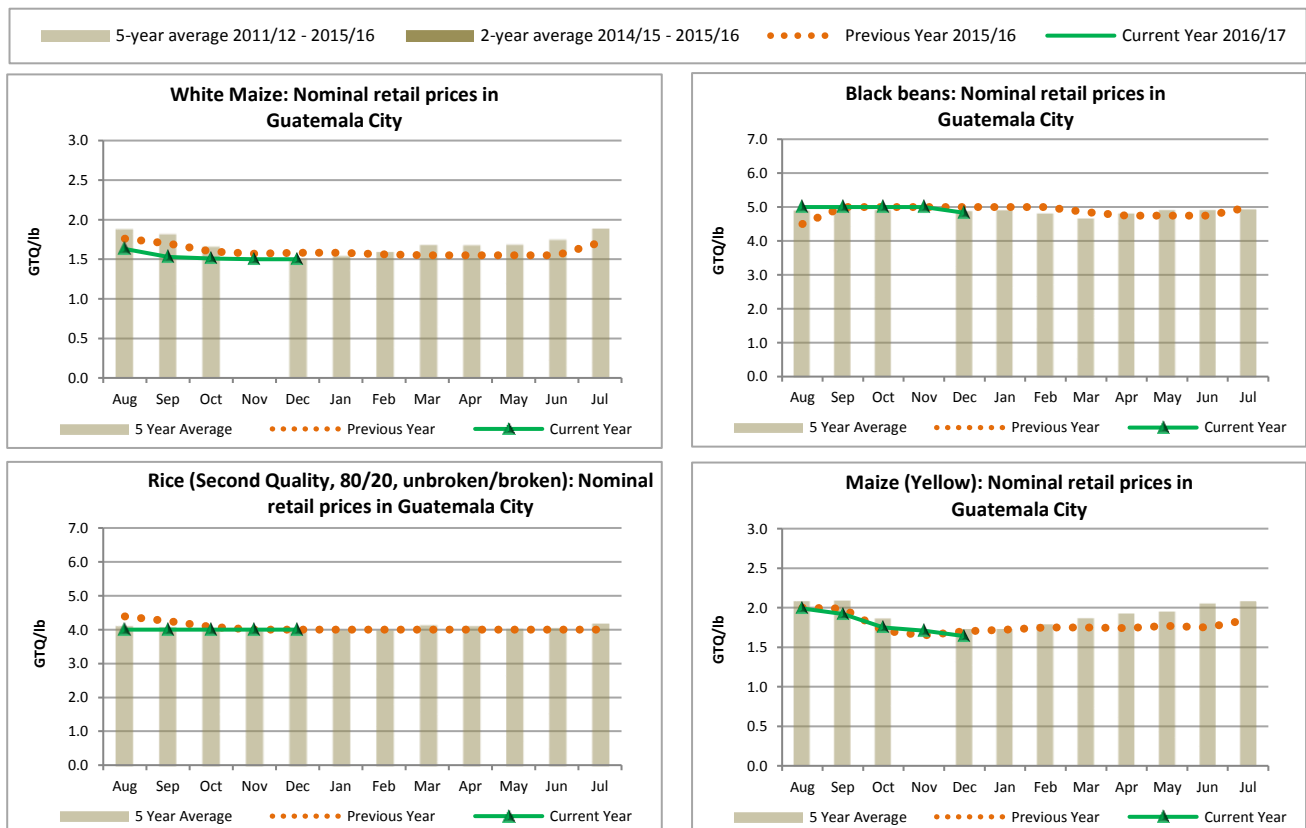 5-year average 2011/12 - 2015/16 2-year average 2014/15 - 2015/16 Previous Year 2015/16 Current Year 2016/17
White Maize: Nominal retail prices in
Guatemala City
GTQ/lb
3.0
2.5
2.0
1.5
1.0
0.5
0.0
Aug Sep Oct Nov Dec Jan Feb Mar Apr May Jun Jul
5 Year Average Previous Year Current Year
Black beans: Nominal retail prices in
Guatemala City
GTQ/lb
7.0
6.0
5.0
4.0
3.0
2.0
1.0
0.0
Aug Sep Oct Nov Dec Jan Feb Mar Apr May Jun Jul
5 Year Average Previous Year Current Year
Rice (Second Quality, 80/20, unbroken/broken): Nominal
retail prices in Guatemala City
GTQ/lb
7.0
6.0
5.0
4.0
3.0
2.0
1.0
0.0
Aug Sep Oct Nov Dec Jan Feb Mar Apr May Jun Jul
5 Year Average Previous Year Current Year
Maize (Yellow): Nominal retail prices in
Guatemala City
GTQ/lb
3.0
2.5
2.0
1.5
1.0
0.5
0.0
Aug Sep Oct Nov Dec Jan Feb Mar Apr May Jun Jul
5 Year Average Previous Year Current Year